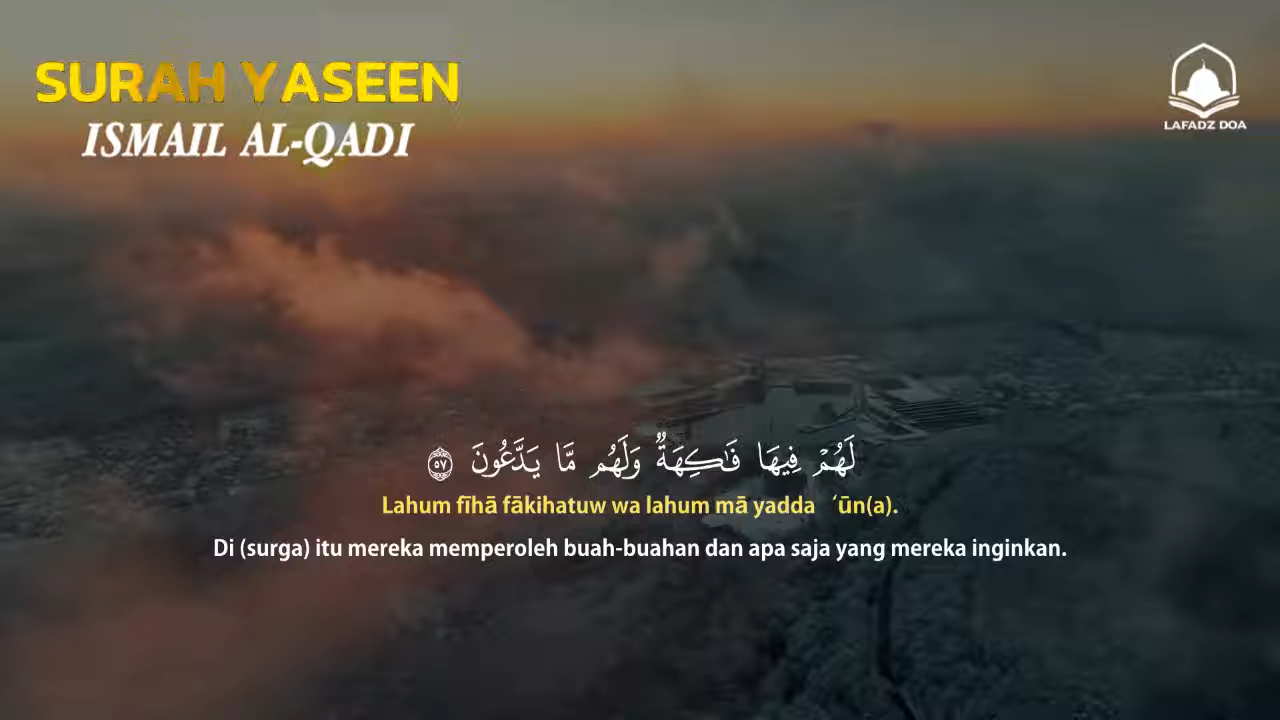 SURAH YASEEN
ISMAIL AL-QADI
LAFADZ DOA
لَهُمْ فِيهَا فَـٰكِهَةٌ وَلَهُم مَّا يَدَّعُونَ ٥٧
Lahum fīhā fākihatuw wa lahum mā yadda ‘ūn(a).
Di (surga) itu mereka memperoleh buah-buahan dan apa saja yang mereka inginkan.